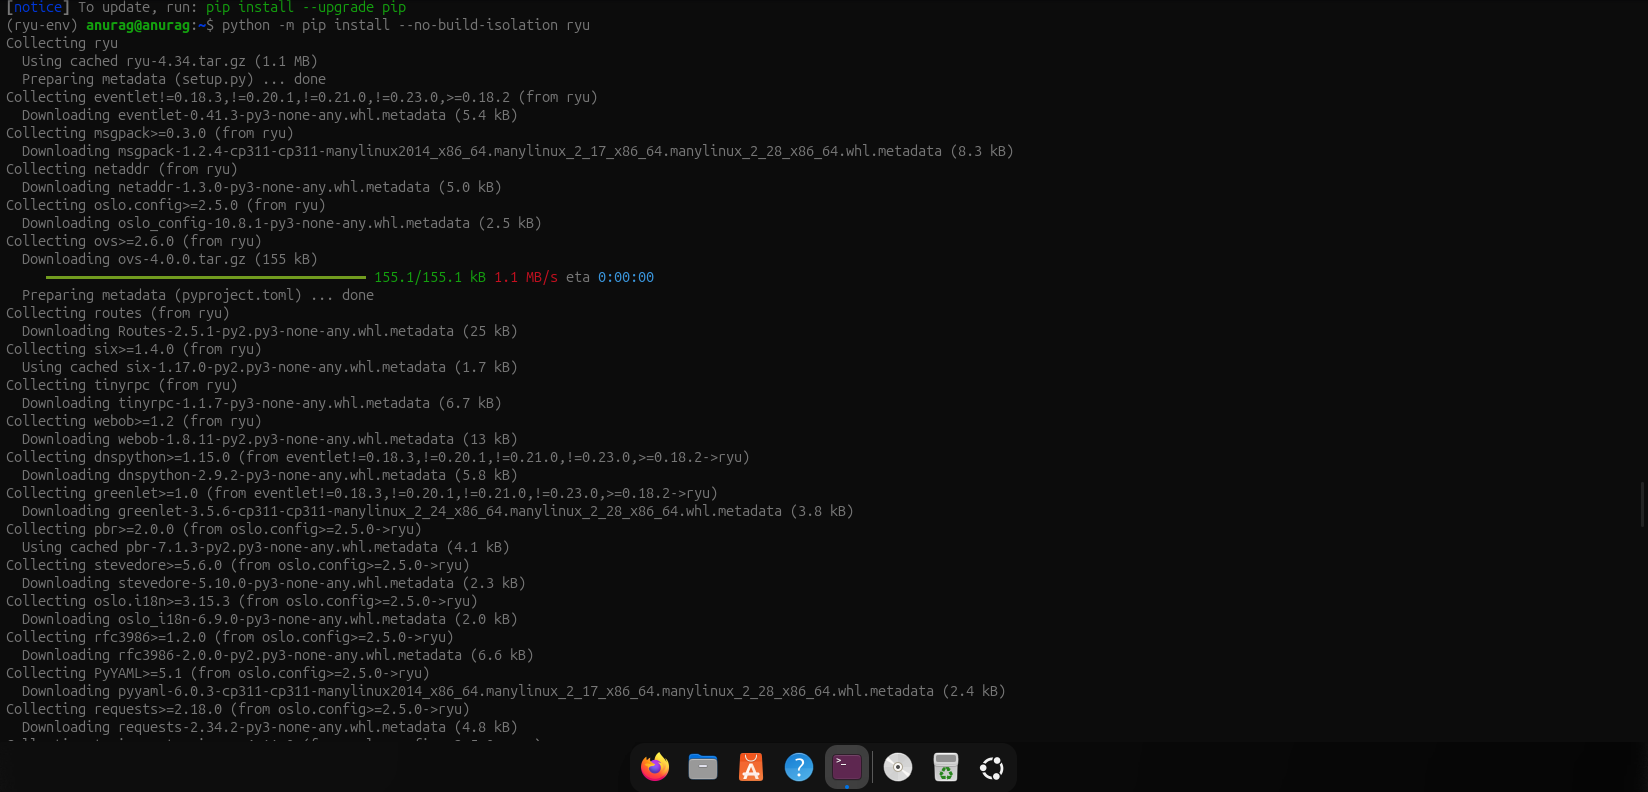 [notice] To update, run: pip install --upgrade pip
(ryu-env) anurag@anurag:~$ python -m pip install --no-build-isolation ryu
Collecting ryu
  Using cached ryu-4.34.tar.gz (1.1 MB)
  Preparing metadata (setup.py) ... done
Collecting eventlet!=0.18.3,!=0.20.1,!=0.21.0,!=0.23.0,>=0.18.2 (from ryu)
  Downloading eventlet-0.41.3-py3-none-any.whl.metadata (5.4 kB)
Collecting msgpack>=0.3.0 (from ryu)
  Downloading msgpack-1.2.4-cp311-cp311-manylinux2014_x86_64.manylinux_2_17_x86_64.manylinux_2_28_x86_64.whl.metadata (8.3 kB)
Collecting netaddr (from ryu)
  Downloading netaddr-1.3.0-py3-none-any.whl.metadata (5.0 kB)
Collecting oslo.config>=2.5.0 (from ryu)
  Downloading oslo_config-10.8.1-py3-none-any.whl.metadata (2.5 kB)
Collecting ovs>=2.6.0 (from ryu)
  Downloading ovs-4.0.0.tar.gz (155 kB)
155.1/155.1 kB 1.1 MB/s eta 0:00:00
  Preparing metadata (pyproject.toml) ... done
Collecting routes (from ryu)
  Downloading Routes-2.5.1-py2.py3-none-any.whl.metadata (25 kB)
Collecting six>=1.4.0 (from ryu)
  Using cached six-1.17.0-py2.py3-none-any.whl.metadata (1.7 kB)
Collecting tinyrpc (from ryu)
  Downloading tinyrpc-1.1.7-py3-none-any.whl.metadata (6.7 kB)
Collecting webob>=1.2 (from ryu)
  Downloading webob-1.8.11-py2.py3-none-any.whl.metadata (13 kB)
Collecting dnspython>=1.15.0 (from eventlet!=0.18.3,!=0.20.1,!=0.21.0,!=0.23.0,>=0.18.2->ryu)
  Downloading dnspython-2.9.2-py3-none-any.whl.metadata (5.8 kB)
Collecting greenlet>=1.0 (from eventlet!=0.18.3,!=0.20.1,!=0.21.0,!=0.23.0,>=0.18.2->ryu)
  Downloading greenlet-3.5.6-cp311-cp311-manylinux_2_24_x86_64.manylinux_2_28_x86_64.whl.metadata (3.8 kB)
Collecting pbr>=2.0.0 (from oslo.config>=2.5.0->ryu)
  Using cached pbr-7.1.3-py2.py3-none-any.whl.metadata (4.1 kB)
Collecting stevedore>=5.6.0 (from oslo.config>=2.5.0->ryu)
  Downloading stevedore-5.10.0-py3-none-any.whl.metadata (2.3 kB)
Collecting oslo.i18n>=3.15.3 (from oslo.config>=2.5.0->ryu)
  Downloading oslo_i18n-6.9.0-py3-none-any.whl.metadata (2.0 kB)
Collecting rfc3986>=1.2.0 (from oslo.config>=2.5.0->ryu)
  Downloading rfc3986-2.0.0-py2.py3-none-any.whl.metadata (6.6 kB)
Collecting PyYAML>=5.1 (from oslo.config>=2.5.0->ryu)
  Downloading pyyaml-6.0.3-cp311-cp311-manylinux2014_x86_64.manylinux_2_17_x86_64.manylinux_2_28_x86_64.whl.metadata (2.4 kB)
Collecting requests>=2.18.0 (from oslo.config>=2.5.0->ryu)
  Downloading requests-2.34.2-py3-none-any.whl.metadata (4.8 kB)